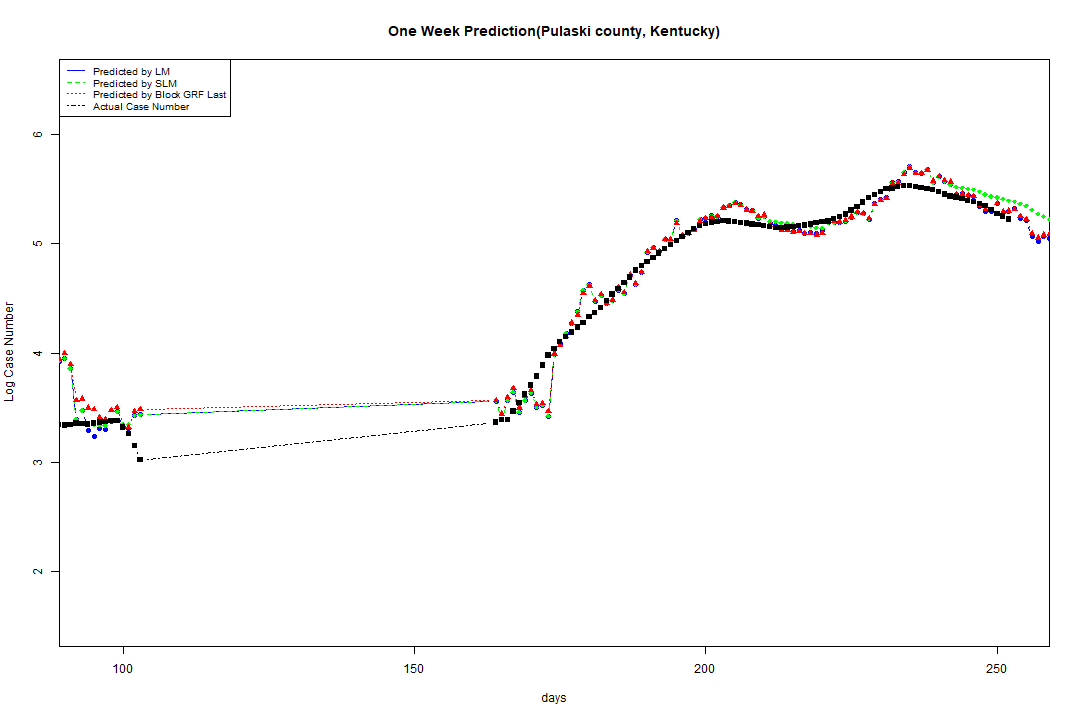 One Week Prediction(Pulaski county, Kentucky)
Predicted by LM
Predicted by SLM
Predicted by Block GRF Last
Actual Case Number
6
5
4
3
2
Log Case Number
100 150 200 250
days